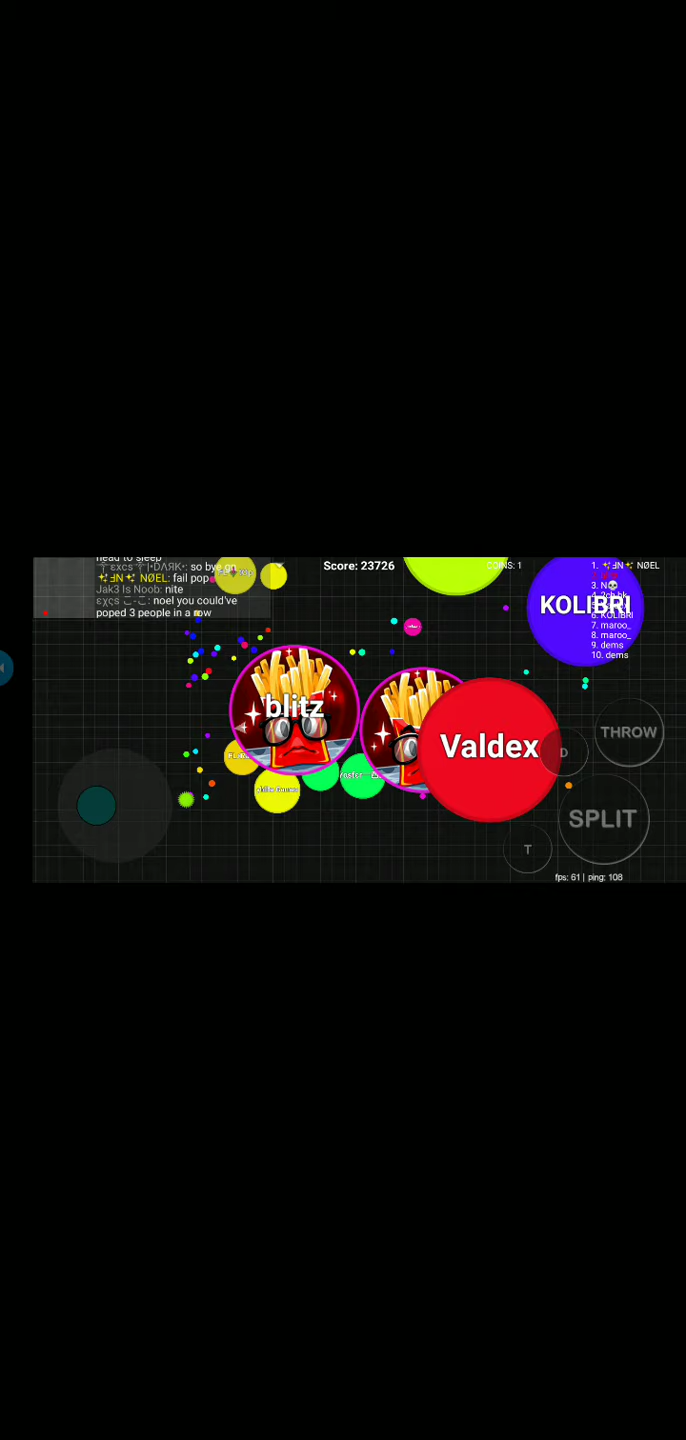 head to sleep
so bye gn
NØEL: fail pop
Jak3 Is Noob: nite
noel you could've
poped 3 people in a now
Score: 23726
COINS: 1
1. ✨ƎN✨ NØEL
3. N💀
6. KOLIBRI
7. maroo_
8. maroo_
9. dems
10. dems
KOLIBRI
blitz
Valdex
THROW
D
SPLIT
T
fps: 61 | ping: 108